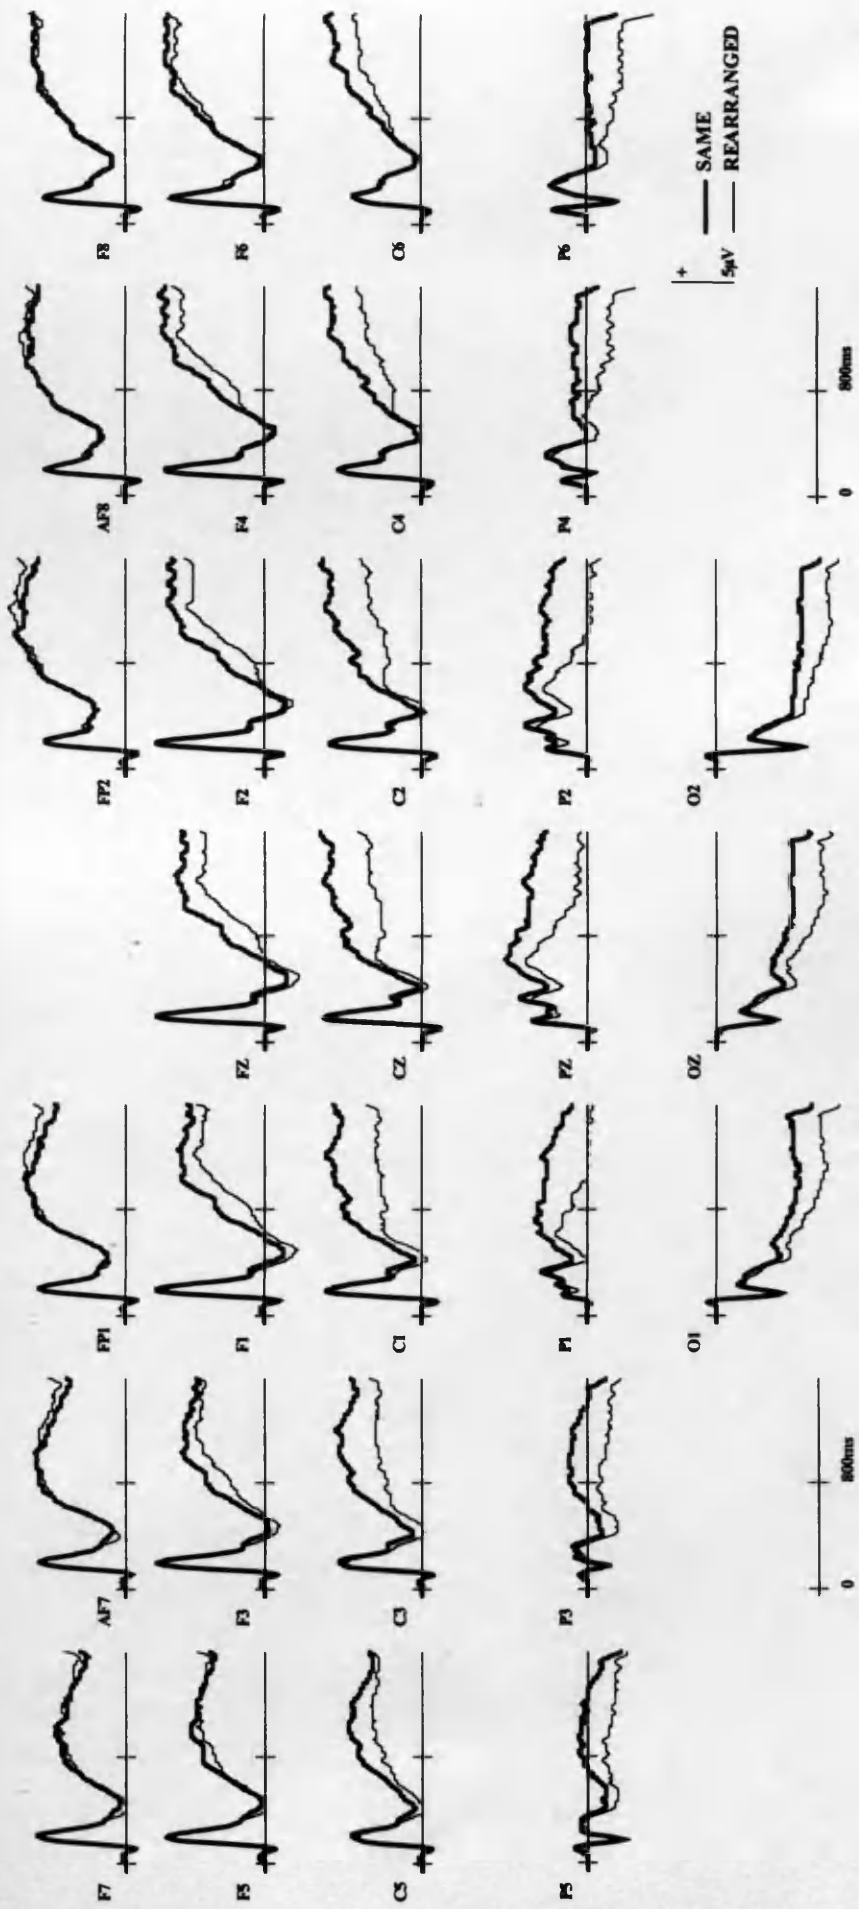 F7 AF7 FP1 FP2 AF8 F8
F5 F3 F1 FZ F2 F4 F6
C5 C3 C1 CZ C2 C4 C6
P5 P3 P1 PZ P2 P4 P6
O1 OZ O2
+
5µV
SAME
REARRANGED
0 800ms 0 800ms